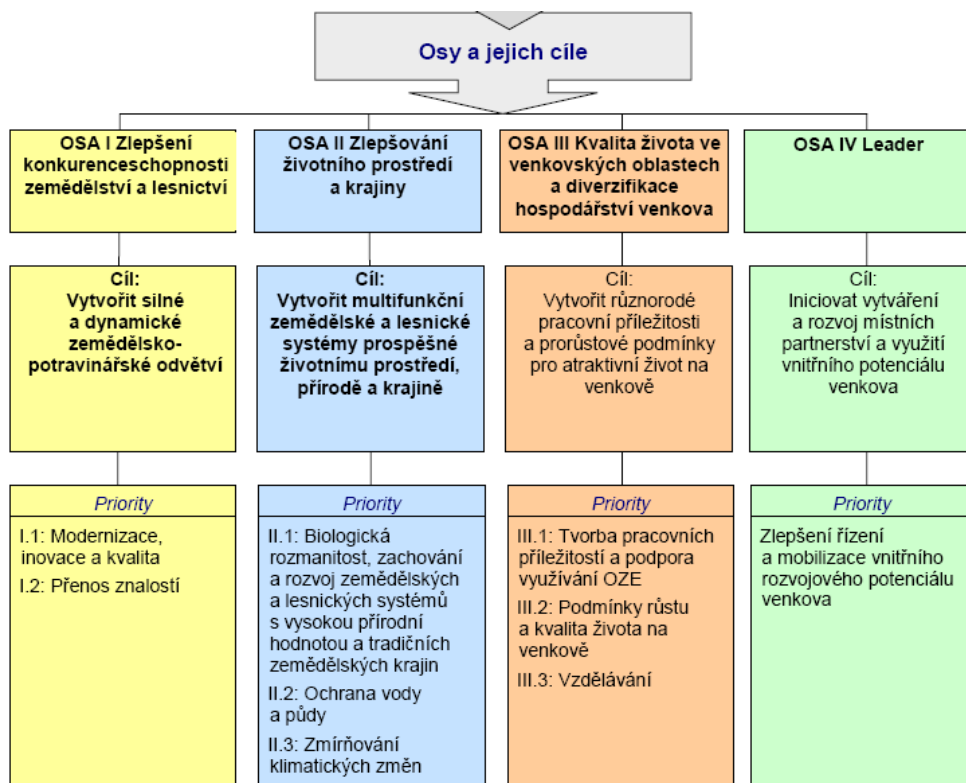 Osy a jejich cíle
OSA I Zlepšení
konkurenceschopnosti
zemědělství a lesnictví
OSA II Zlepšování
životního prostředí
a krajiny
OSA III Kvalita života ve
venkovských oblastech
a diverzifikace
hospodářství venkova
OSA IV Leader
Cíl:
Vytvořit silné
a dynamické
zemědělsko-
potravinářské odvětví
Cíl:
Vytvořit multifunkční
zemědělské a lesnické
systémy prospěšné
životnímu prostředí,
přírodě a krajině
Cíl:
Vytvořit různorodé
pracovní příležitosti
a prorůstové podmínky
pro atraktivní život na
venkově
Cíl:
Iniciovat vytváření
a rozvoj místních
partnerství a využití
vnitřního potenciálu
venkova
Priority
I.1: Modernizace,
inovace a kvalita
I.2: Přenos znalostí
Priority
II.1: Biologická
rozmanitost, zachování
a rozvoj zemědělských
a lesnických systémů
s vysokou přírodní
hodnotou a tradičních
zemědělských krajin
II.2: Ochrana vody
a půdy
II.3: Zmírňování
klimatických změn
Priority
III.1: Tvorba pracovních
příležitostí a podpora
využívání OZE
III.2: Podmínky růstu
a kvalita života na
venkově
III.3: Vzdělávání
Priority
Zlepšení řízení
a mobilizace vnitřního
rozvojového potenciálu
venkova